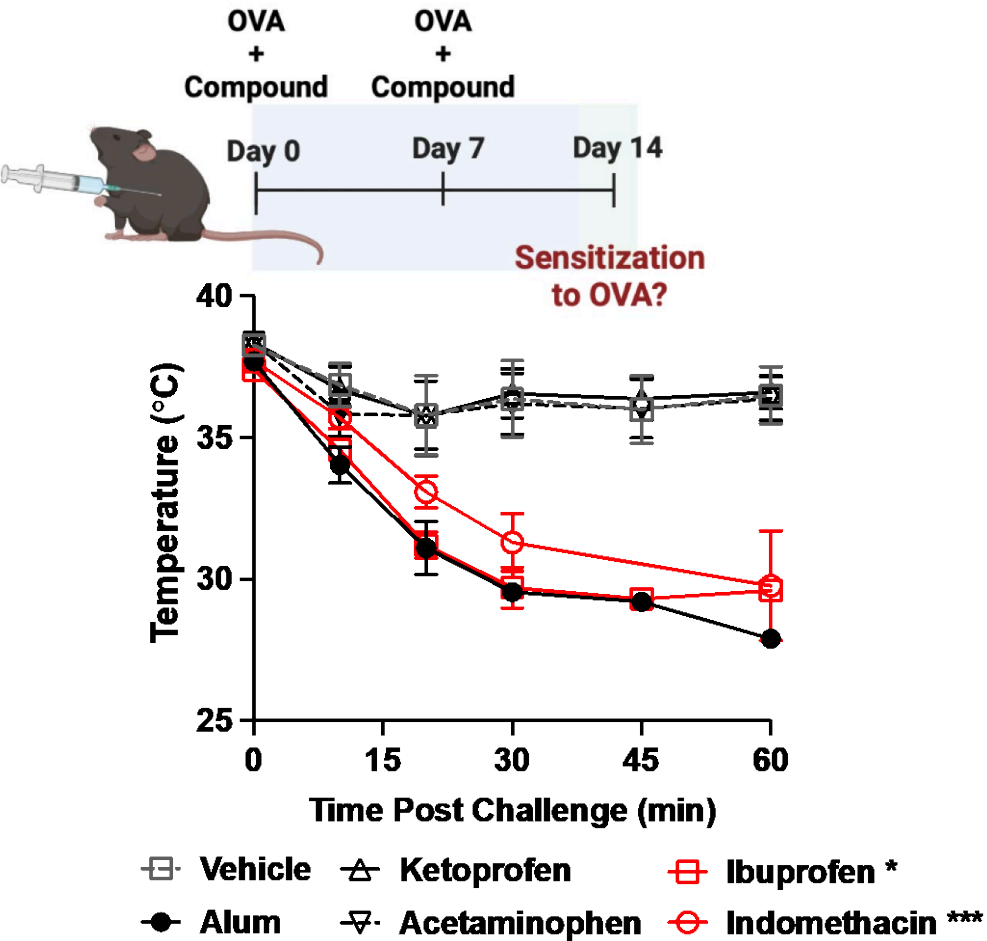 OVA OVA
+ +
Compound Compound
Day 0 Day 7 Day 14
Sensitization
to OVA?
40
35
30
25
Temperature (°C)
0 15 30 45 60
Time Post Challenge (min)
Vehicle Ketoprofen Ibuprofen *
Alum Acetaminophen Indomethacin ***